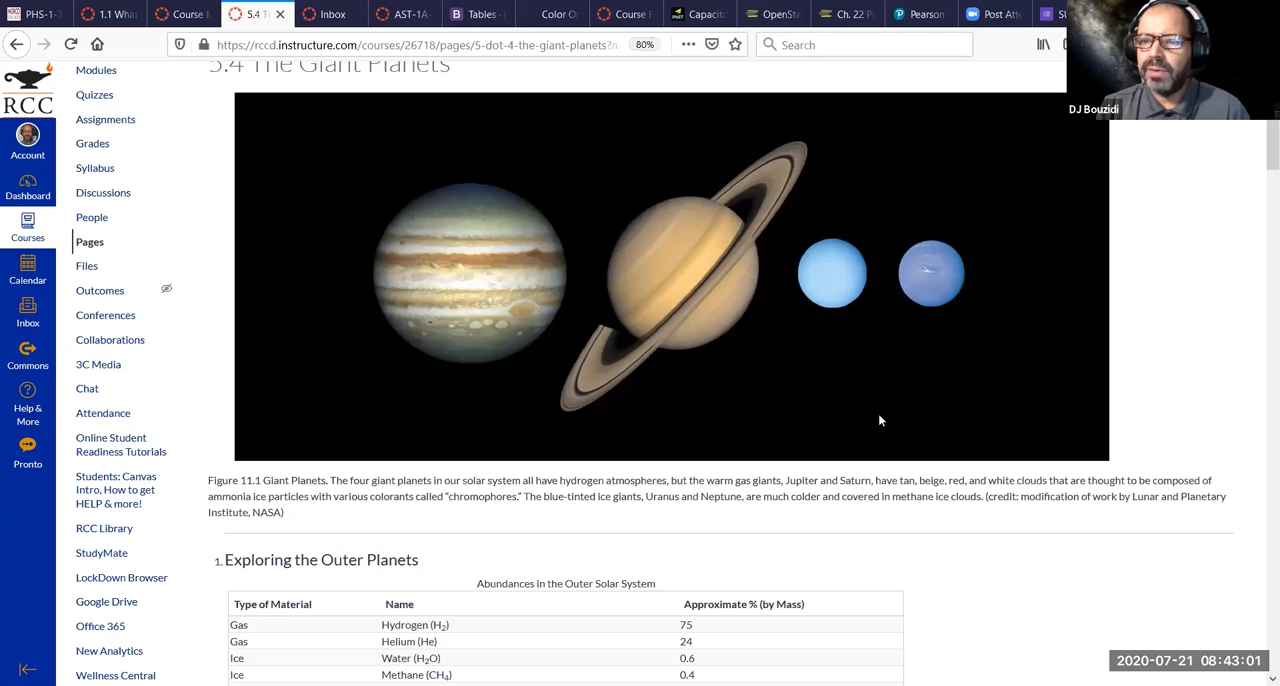 PHS-1
1.1 Wha
Course M
5.4 T
Inbox
AST-1A-
Tables -
Color Or
Course R
Capacito
OpenSta
Ch. 22 P
Pearson
Post Atte
SU
https://rccd.instructure.com/courses/26718/pages/5-dot-4-the-giant-planets?
80%
Search
RCC
Account
Dashboard
Courses
Calendar
Inbox
Commons
Help &
More
Pronto
Modules
Quizzes
Assignments
Grades
Syllabus
Discussions
People
Pages
Files
Outcomes
Conferences
Collaborations
3C Media
Chat
Attendance
Online Student
Readiness Tutorials
Students: Canvas
Intro, How to get
HELP & more!
RCC Library
StudyMate
LockDown Browser
Google Drive
Office 365
New Analytics
Wellness Central
5.4 The Giant Planets
DJ Bouzidi
Figure 11.1 Giant Planets. The four giant planets in our solar system all have hydrogen atmospheres, but the warm gas giants, Jupiter and Saturn, have tan, beige, red, and white clouds that are thought to be composed of
ammonia ice particles with various colorants called “chromophores.” The blue-tinted ice giants, Uranus and Neptune, are much colder and covered in methane ice clouds. (credit: modification of work by Lunar and Planetary
Institute, NASA)
1. Exploring the Outer Planets
Abundances in the Outer Solar System
Type of Material Name Approximate % (by Mass)
Gas Hydrogen (H₂) 75
Gas Helium (He) 24
Ice Water (H₂O) 0.6
Ice Methane (CH₄) 0.4
2020-07-21 08:43:01